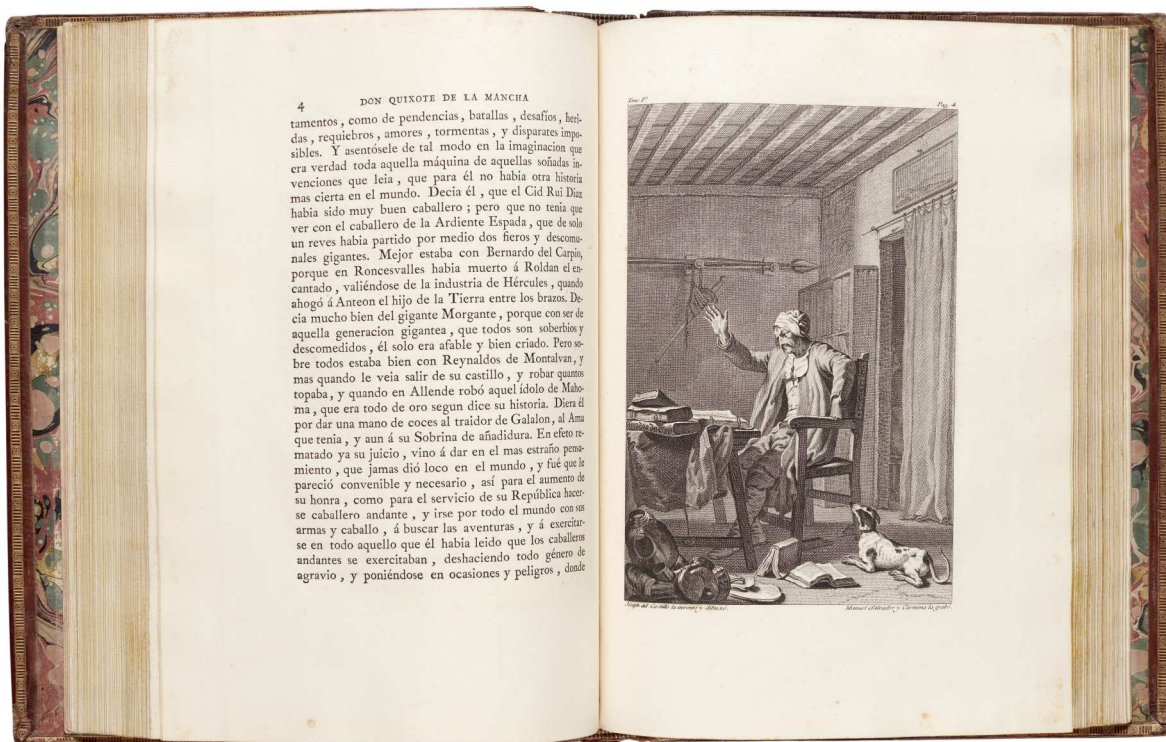 4
DON QUIXOTE DE LA MANCHA
tamentos , como de pendencias, batallas , desafios, heri-
das , requiebros , amores , tormentas , y disparates impo-
sibles. Y asentósele de tal modo en la imaginacion que
era verdad toda aquella máquina de aquellas soñadas in-
venciones que leia , que para él no habia otra historia
mas cierta en el mundo. Decia él , que el Cid Rui Diaz
habia sido muy buen caballero ; pero que no tenia que
ver con el caballero de la Ardiente Espada , que de solo
un reves habia partido por medio dos fieros y descomu-
nales gigantes. Mejor estaba con Bernardo del Carpio,
porque en Roncesvalles habia muerto á Roldan el en-
cantado , valiéndose de la industria de Hércules , quando
ahogó á Anteon el hijo de la Tierra entre los brazos. De-
cia mucho bien del gigante Morgante , porque con ser de
aquella generacion gigantea , que todos son soberbios y
descomedidos , él solo era afable y bien criado. Pero so-
bre todos estaba bien con Reynaldos de Montalvan, y
mas quando le veia salir de su castillo , y robar quantos
topaba, y quando en Allende robó aquel ídolo de Maho-
ma , que era todo de oro segun dice su historia. Diera él
por dar una mano de coces al traidor de Galalon, al Ama
que tenia , y aun á su Sobrina de añadidura. En efeto re-
matado ya su juicio , vino á dar en el mas estraño pensa-
miento , que jamas dió loco en el mundo , y fué que le
pareció convenible y necesario , así para el aumento de
su honra , como para el servicio de su República hacer-
se caballero andante , y irse por todo el mundo con sus
armas y caballo , á buscar las aventuras , y á exercitar-
se en todo aquello que él habia leido que los caballeros
andantes se exercitaban , deshaciendo todo género de
agravio , y poniéndose en ocasiones y peligros , donde
Tom. I.º
Pag. 4.
Joseph del Castillo la inventó y dibuxó.
Manuel Salvador y Carmona la grabó.